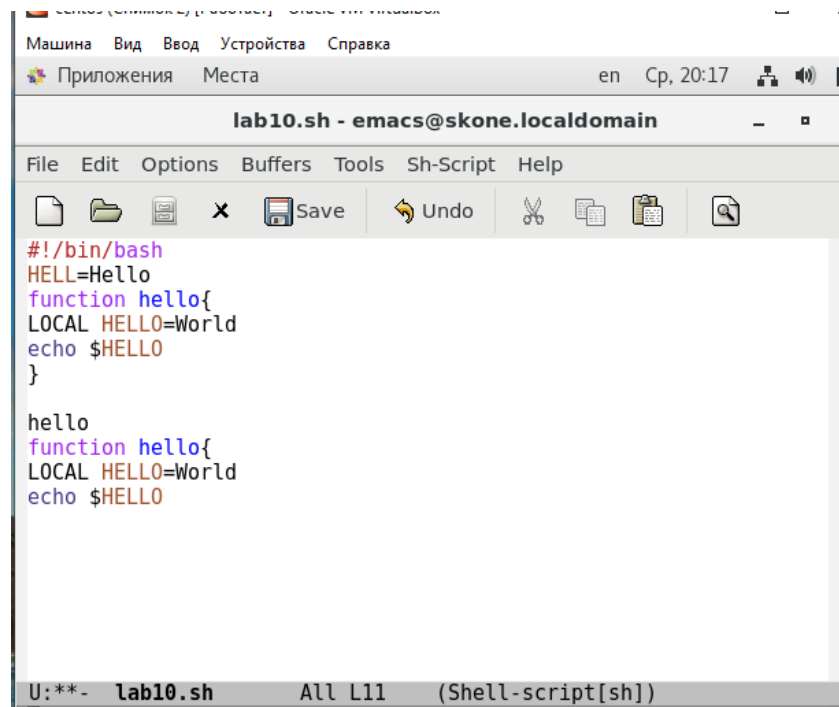 Машина Вид Ввод Устройства Справка
Приложения Места en Ср, 20:17
lab10.sh - emacs@skone.localdomain
File Edit Options Buffers Tools Sh-Script Help
Save Undo
#!/bin/bash
HELL=Hello
function hello{
LOCAL HELLO=World
echo $HELLO
}
hello
function hello{
LOCAL HELLO=World
echo $HELLO
U:**- lab10.sh All L11 (Shell-script[sh])